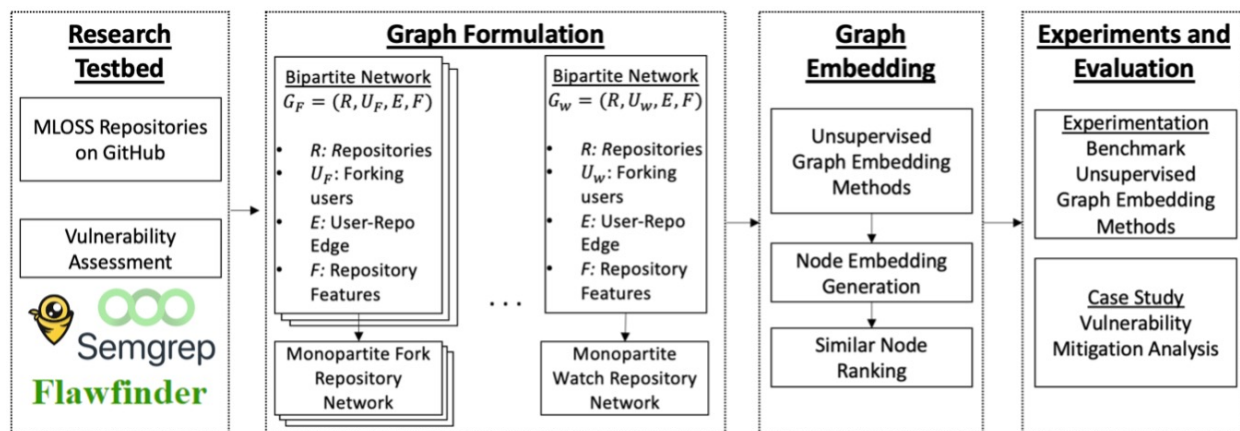 Research
Testbed
MLOSS Repositories
on GitHub
Vulnerability
Assessment
Semgrep
Flawfinder
Graph Formulation
Bipartite Network
G_F = (R, U_F, E, F)
• R: Repositories
• U_F: Forking
users
• E: User-Repo
Edge
• F: Repository
Features
Monopartite Fork
Repository
Network
...
Bipartite Network
G_w = (R, U_w, E, F)
• R: Repositories
• U_w: Forking
users
• E: User-Repo
Edge
• F: Repository
Features
Monopartite
Watch Repository
Network
Graph
Embedding
Unsupervised
Graph Embedding
Methods
Node Embedding
Generation
Similar Node
Ranking
Experiments and
Evaluation
Experimentation
Benchmark
Unsupervised
Graph Embedding
Methods
Case Study
Vulnerability
Mitigation Analysis